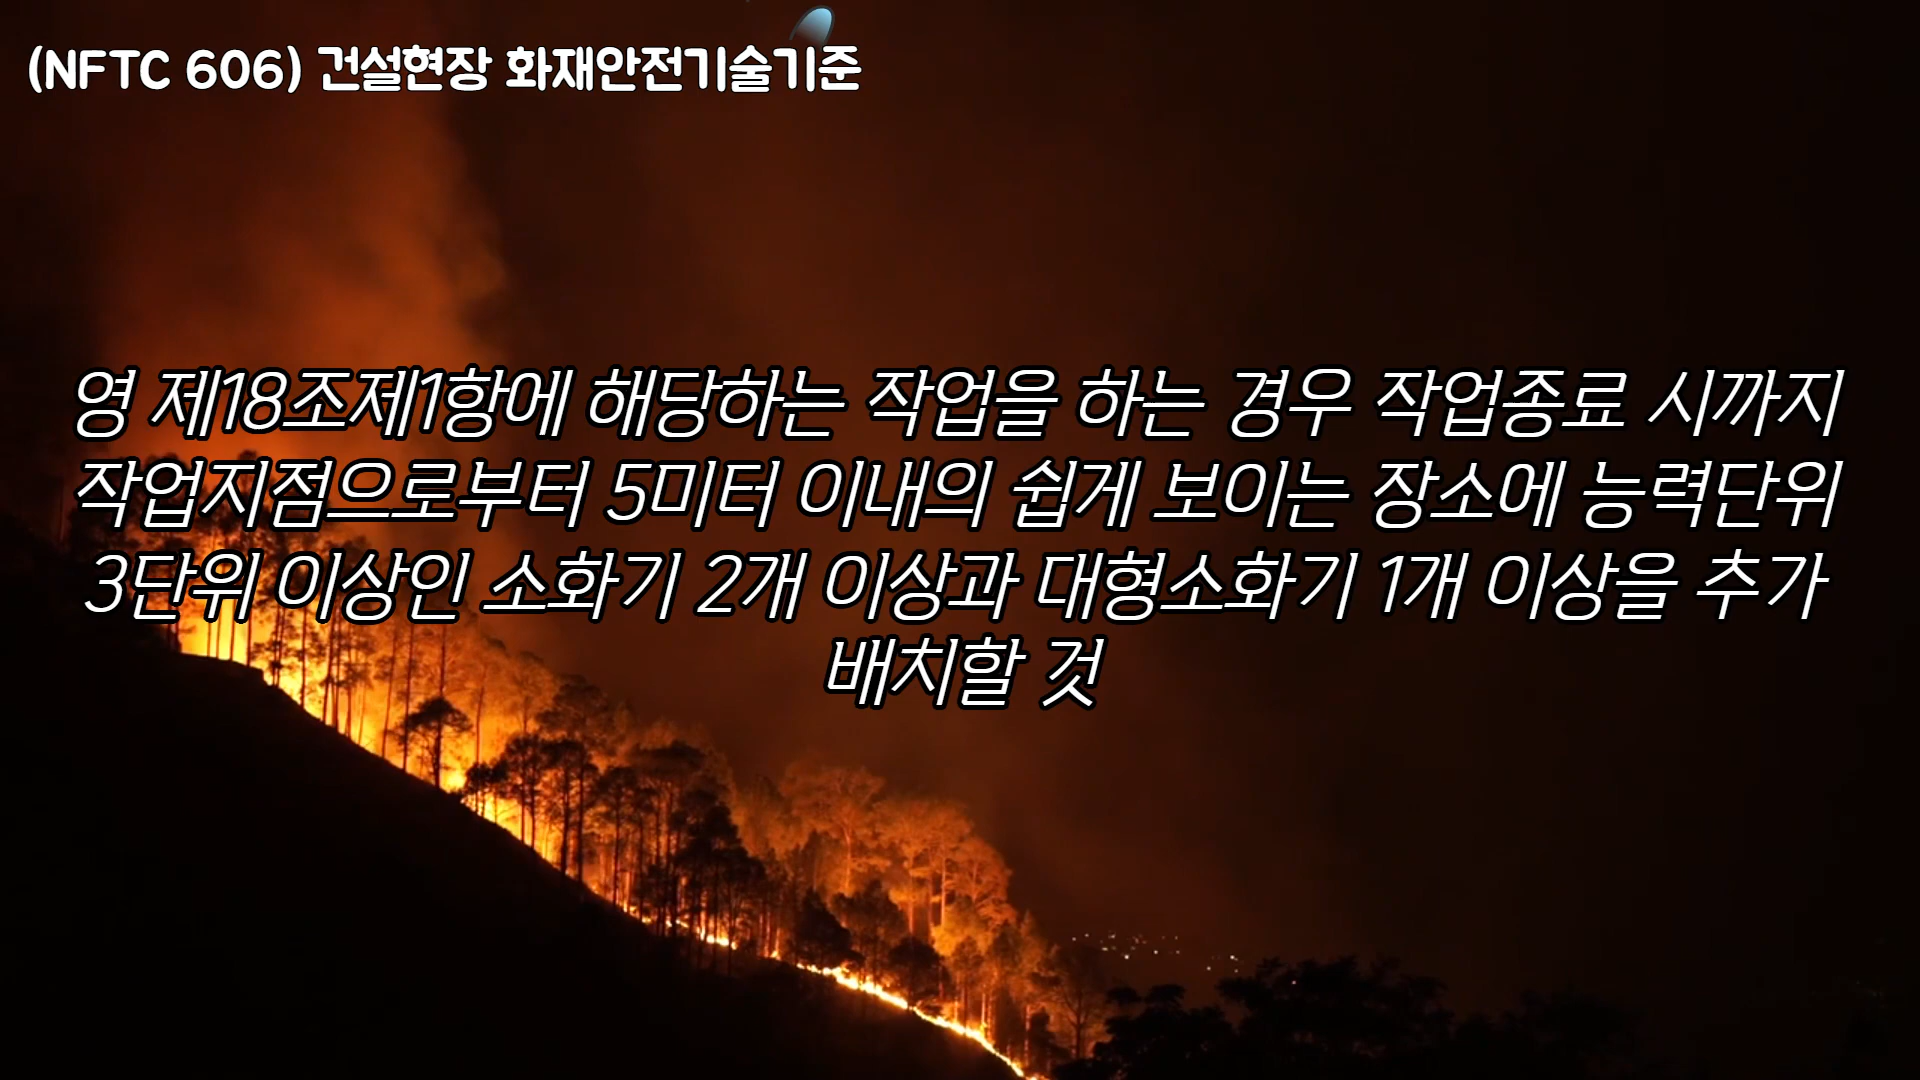 (NFTC 606) 건설현장 화재안전기술기준
영 제18조제1항에 해당하는 작업을 하는 경우 작업종료 시까지
작업지점으로부터 5미터 이내의 쉽게 보이는 장소에 능력단위
3단위 이상인 소화기 2개 이상과 대형소화기 1개 이상을 추가
배치할 것